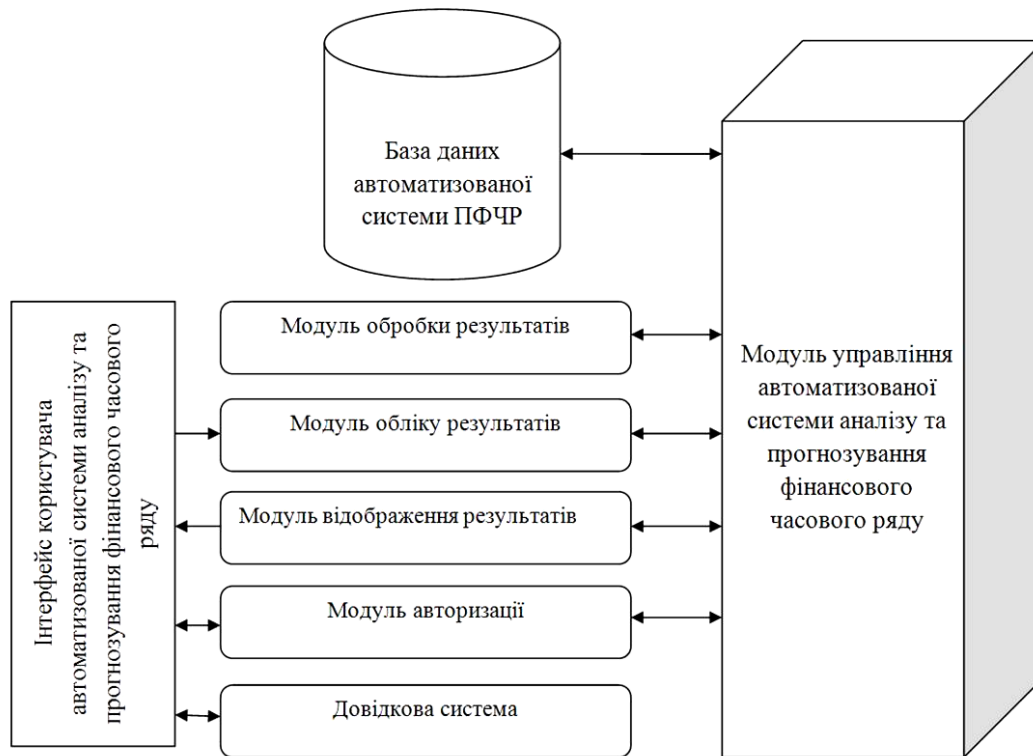 База даних
автоматизованої
системи ПФЧР
Інтерфейс користувача
автоматизованої системи аналізу та
прогнозування фінансового часового
ряду
Модуль обробки результатів
Модуль обліку результатів
Модуль відображення результатів
Модуль авторизації
Довідкова система
Модуль управління
автоматизованої
системи аналізу та
прогнозування
фінансового
часового ряду